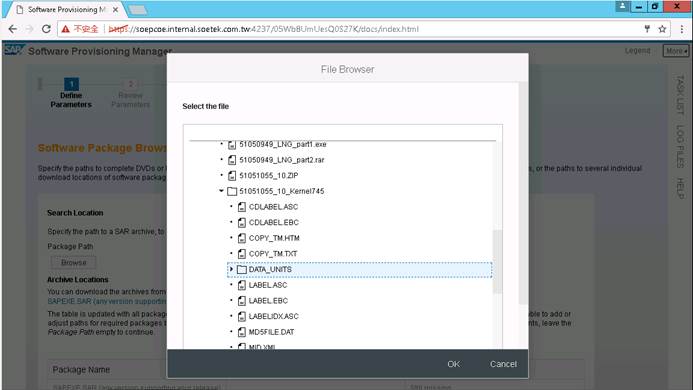 Software Provisioning M
不安全
https://soepcoe.internal.soetek.com.tw:4237/05WbBUmUesQ0S27K/docs/index.html
SAP Software Provisioning Manager
Legend
More
1
Define
Parameters
2
Review
Parameters
Software Package Brows
Specify the paths to complete DVDs or
s, or the paths to several individual
download locations of software packag
Search Location
Specify the path to a SAR archive, to
Package Path
Browse
Archive Locations
You can download the archives from
SAPEXE.SAR (any version supportin
The table is updated with all package
able to add or
adjust paths for required packages b
nts, leave the
Package Path empty to continue.
Package Name
TASK LIST
LOG FILES
HELP
File Browser
Select the file
51050949_LNG_part1.exe
51050949_LNG_part2.rar
51051055_10.ZIP
51051055_10_Kernel745
CDLABEL.ASC
CDLABEL.EBC
COPY_TM.HTM
COPY_TM.TXT
DATA_UNITS
LABEL.ASC
LABEL.EBC
LABELIDX.ASC
MD5FILE.DAT
MID.XML
OK
Cancel